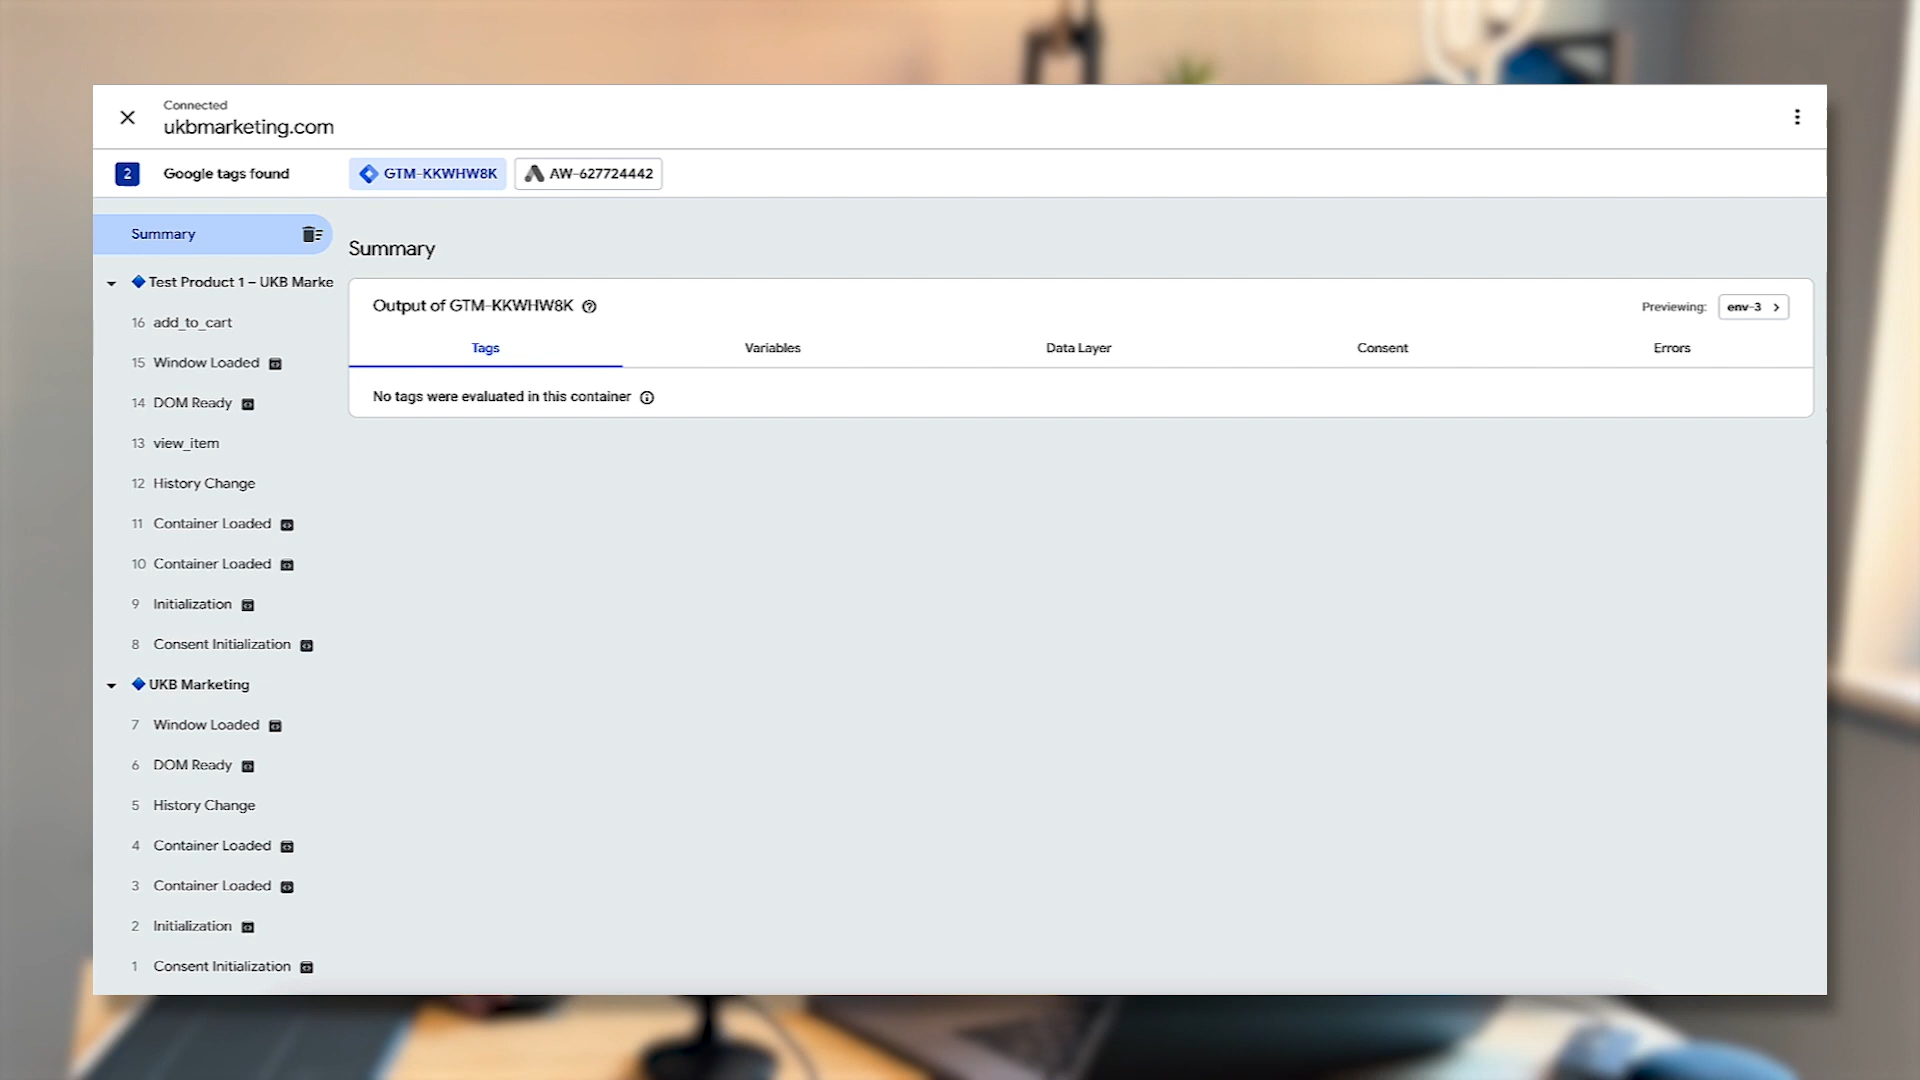 Connected
ukbmarketing.com
2 Google tags found GTM-KKWHW8K AW-627724442
Summary
Test Product 1 – UKB Marke
16 add_to_cart
15 Window Loaded
14 DOM Ready
13 view_item
12 History Change
11 Container Loaded
10 Container Loaded
9 Initialization
8 Consent Initialization
UKB Marketing
7 Window Loaded
6 DOM Ready
5 History Change
4 Container Loaded
3 Container Loaded
2 Initialization
1 Consent Initialization
Summary
Output of GTM-KKWHW8K
Previewing: env-3
Tags Variables Data Layer Consent Errors
No tags were evaluated in this container